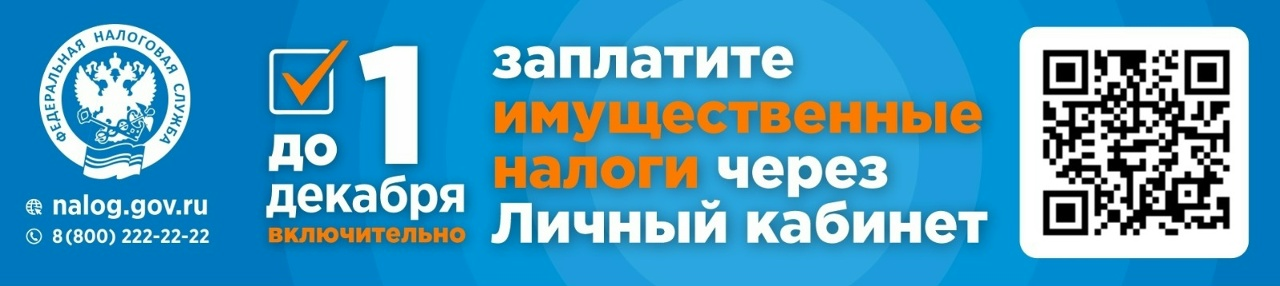 ФЕДЕРАЛЬНАЯ НАЛОГОВАЯ СЛУЖБА
nalog.gov.ru
8(800) 222-22-22
до 1
декабря
включительно
заплатите
имущественные
налоги через
Личный кабинет